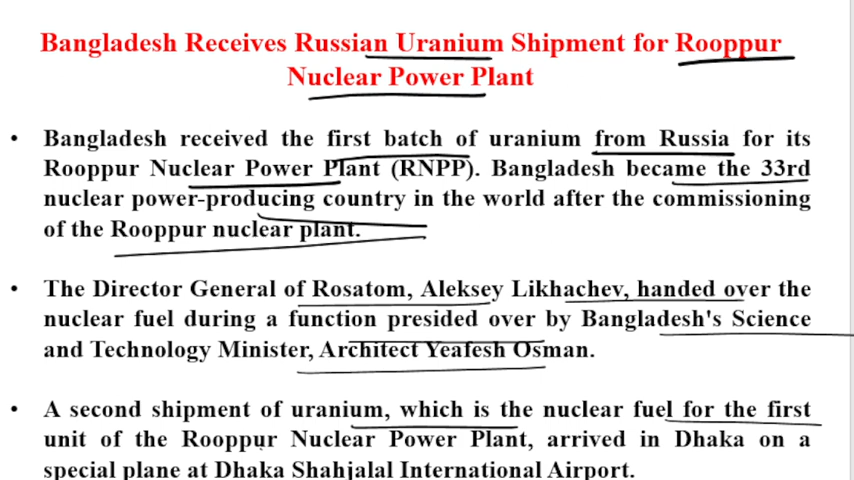 Bangladesh Receives Russian Uranium Shipment for Rooppur
Nuclear Power Plant
• Bangladesh received the first batch of uranium from Russia for its
Rooppur Nuclear Power Plant (RNPP). Bangladesh became the 33rd
nuclear power-producing country in the world after the commissioning
of the Rooppur nuclear plant.
• The Director General of Rosatom, Aleksey Likhachev, handed over the
nuclear fuel during a function presided over by Bangladesh's Science
and Technology Minister, Architect Yeafesh Osman.
• A second shipment of uranium, which is the nuclear fuel for the first
unit of the Rooppur Nuclear Power Plant, arrived in Dhaka on a
special plane at Dhaka Shahjalal International Airport.